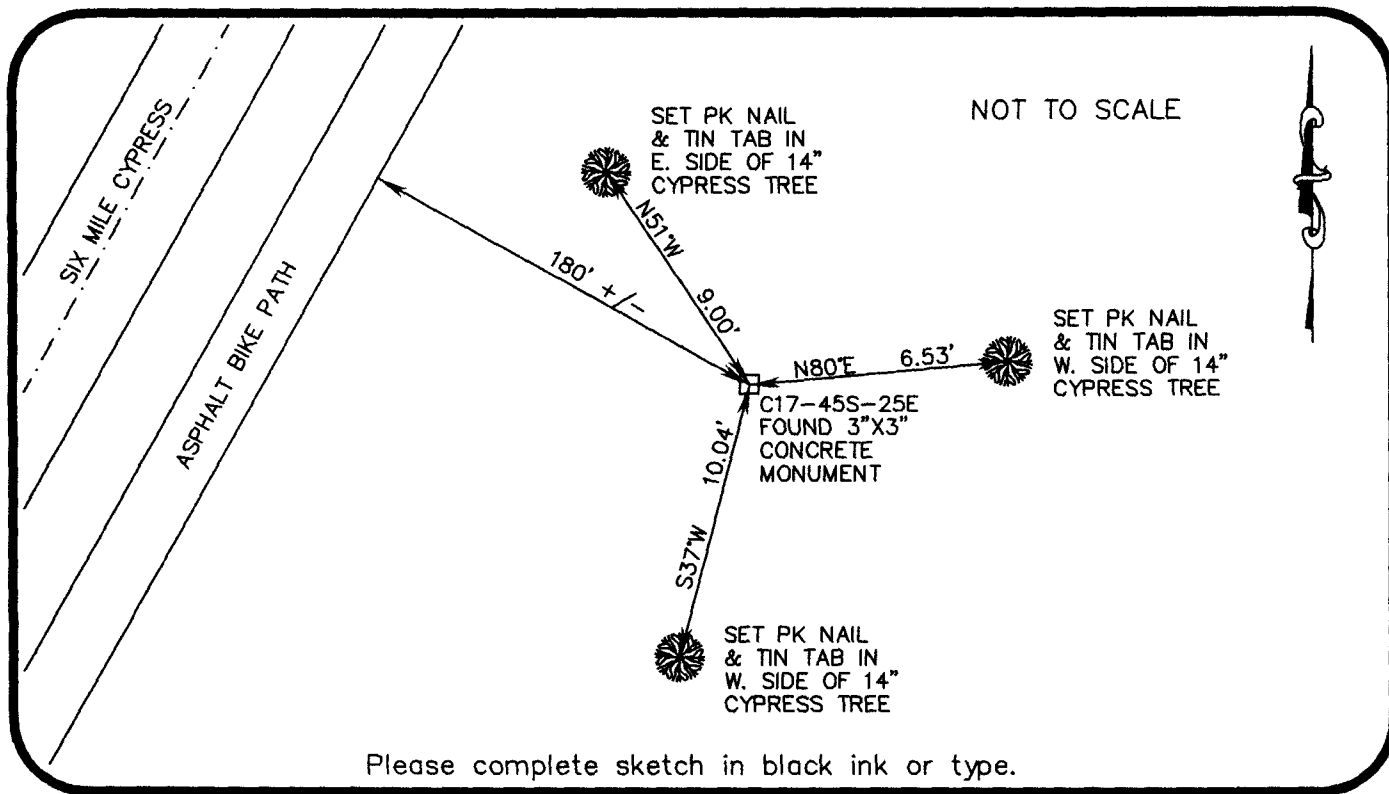 SIX MILE CYPRESS
ASPHALT BIKE PATH
SET PK NAIL
& TIN TAB IN
E. SIDE OF 14"
CYPRESS TREE
NOT TO SCALE
N51°W
9.00'
180' +/-
SET PK NAIL
& TIN TAB IN
W. SIDE OF 14"
CYPRESS TREE
N80°E
6.53'
C17-45S-25E
FOUND 3"X3"
CONCRETE
MONUMENT
10.04'
S37°W
SET PK NAIL
& TIN TAB IN
W. SIDE OF 14"
CYPRESS TREE
Please complete sketch in black ink or type.